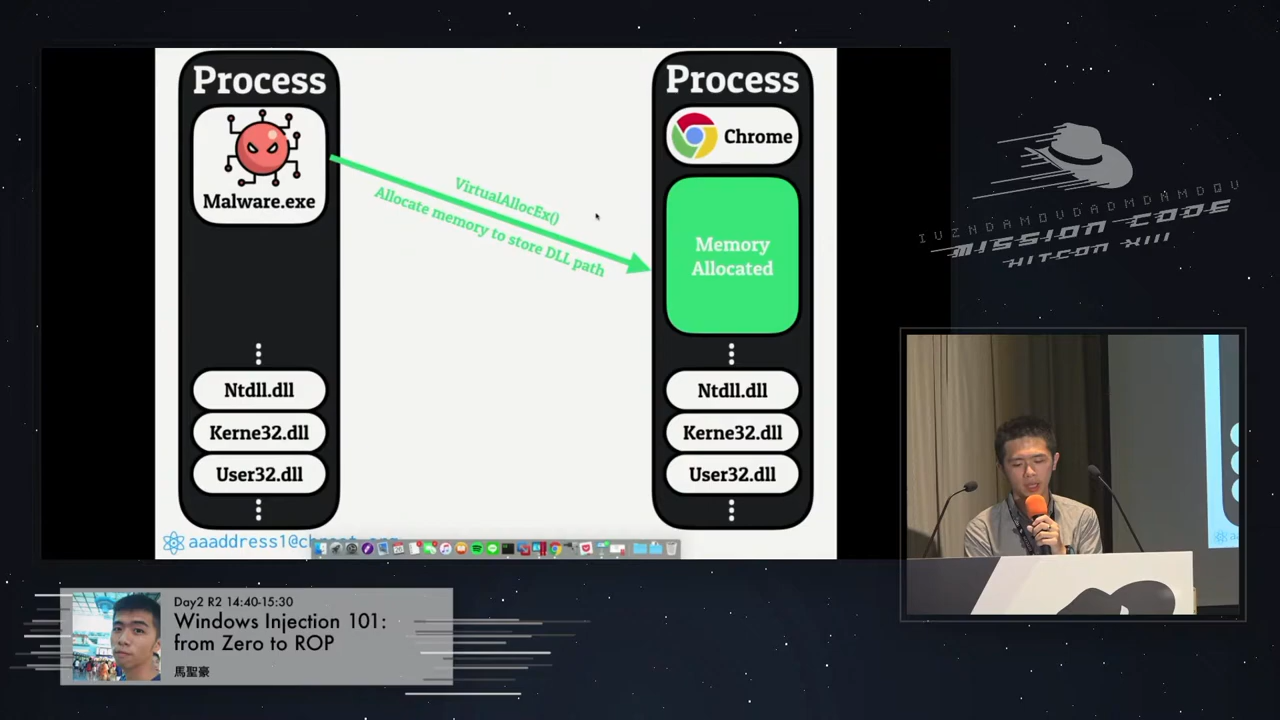 Process
Malware.exe
Ntdll.dll
Kerne32.dll
User32.dll
VirtualAllocEx()
Allocate memory to store DLL path
Process
Chrome
Memory
Allocated
Ntdll.dll
Kerne32.dll
User32.dll
IUZNDAMOUDADMDNMDQU
MISSION CODE
HITCON XIII
Day2 R2 14:40-15:30
Windows Injection 101:
from Zero to ROP
馬聖豪